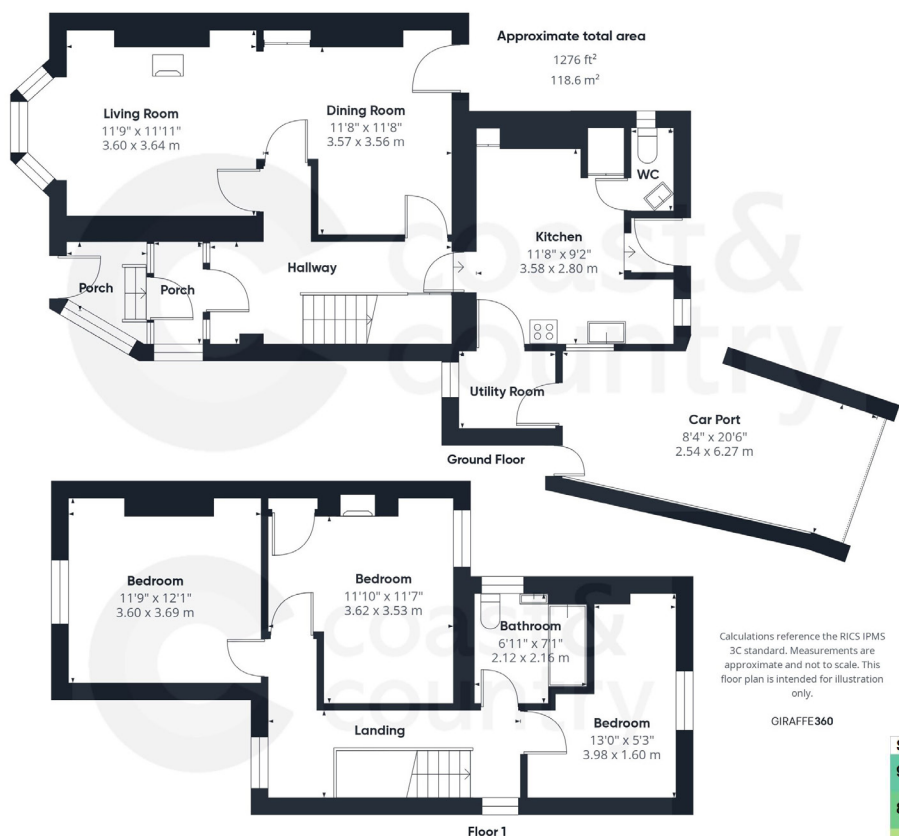 Approximate total area
1276 ft²
118.6 m²
Living Room
11'9" x 11'11"
3.60 x 3.64 m
Dining Room
11'8" x 11'8"
3.57 x 3.56 m
WC
Kitchen
11'8" x 9'2"
3.58 x 2.80 m
Hallway
Porch
Porch
coast&
country
Utility Room
Car Port
8'4" x 20'6"
2.54 x 6.27 m
Ground Floor
Bedroom
11'9" x 12'1"
3.60 x 3.69 m
Bedroom
11'10" x 11'7"
3.62 x 3.53 m
Bathroom
6'11" x 7'1"
2.12 x 2.16 m
coast&
country
Bedroom
13'0" x 5'3"
3.98 x 1.60 m
Landing
Floor 1
Calculations reference the RICS IPMS
3C standard. Measurements are
approximate and not to scale. This
floor plan is intended for illustration
only.
GIRAFFE360